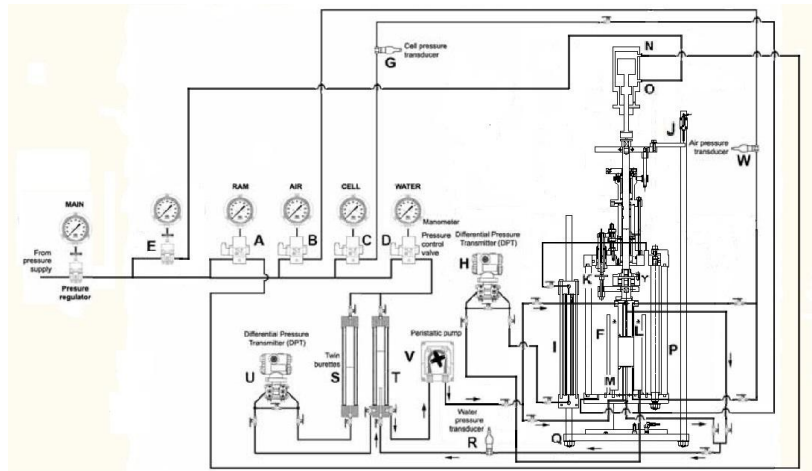 N
Cell pressure
transducer
G
O
J
Air pressure
transducer
W
MAIN
RAM
AIR
CELL
WATER
Manometer
E
A
B
C
D
Pressure
control
valve
Differential Pressure
Transmitter (DPT)
H
From
pressure
supply
Presure
regulator
K
Y
Differential Pressure
Transmitter (DPT)
Twin
burettes
Peristaltic pump
I
F
L
P
U
S
T
V
M
Water
pressure
transducer
R
Q